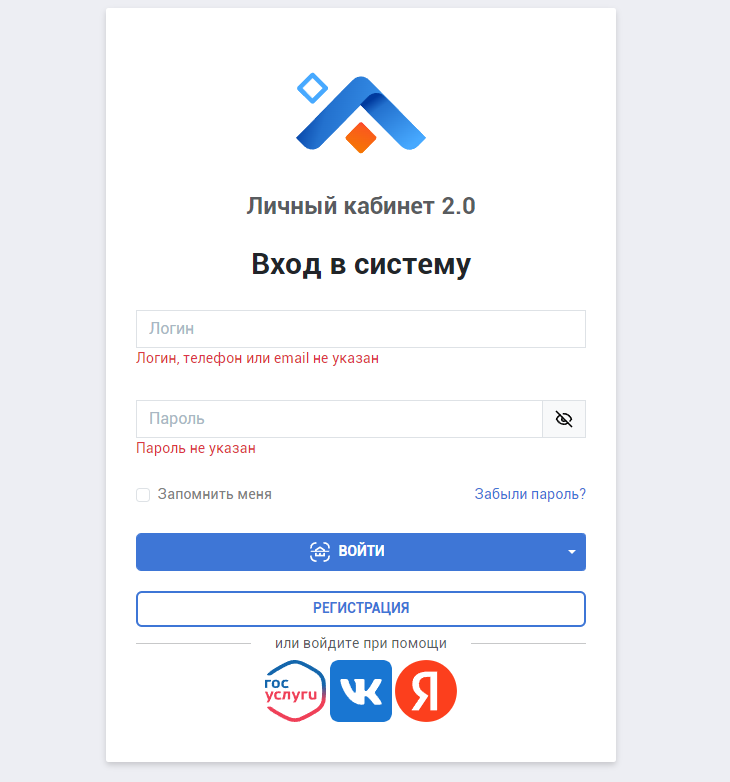 Личный кабинет 2.0
Вход в систему
Логин
Логин, телефон или email не указан
Пароль
Пароль не указан
Запомнить меня Забыли пароль?
ВОЙТИ
РЕГИСТРАЦИЯ
или войдите при помощи
гос
услуги
VK
Я